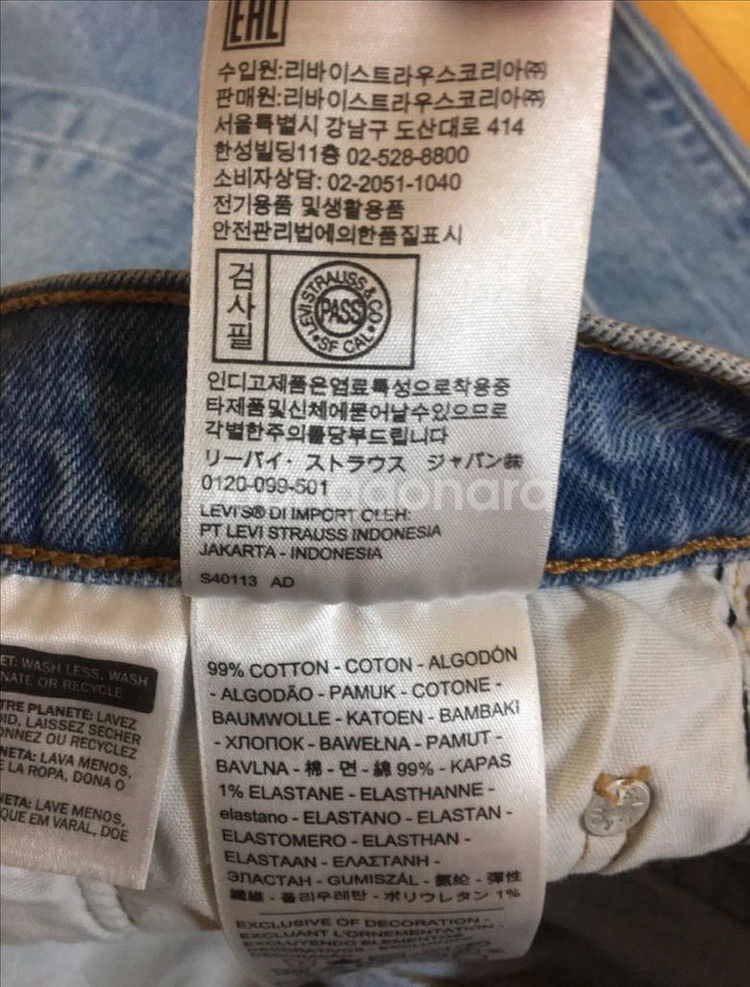 EAC
수입원:리바이스트라우스코리아㈜
판매원:리바이스트라우스코리아㈜
서울특별시 강남구 도산대로 414
한성빌딩11층 02-528-8800
소비자상담: 02-2051-1040
전기용품 및생활용품
안전관리법에의한품질표시
검사필
LEVI STRAUSS & CO
PASS
SF CAL
인디고제품은염료특성으로착용중
타제품및신체에묻어날수있으므로
각별한주의를당부드립니다
リーバイ・ストラウス ジャパン㈱
0120-099-501
LEVI'S® DI IMPORT OLEH:
PT LEVI STRAUSS INDONESIA
JAKARTA - INDONESIA
S40113 AD
ET: WASH LESS, WASH
NATE OR RECYCLE
TRE PLANETE: LAVEZ
ID, LAISSEZ SECHER
ONNEZ OU RECYCLEZ
NETA: LAVA MENOS,
E LA ROPA, DONA O
NETA: LAVE MENOS,
QUE EM VARAL, DOE
99% COTTON - COTON - ALGODÓN
- ALGODÃO - PAMUK - COTONE -
BAUMWOLLE - KATOEN - BAMBAKI
- ХЛОПОК - BAWEŁNA - PAMUT -
BAVLNA - 棉 - 면 - 綿 99% - KAPAS
1% ELASTANE - ELASTHANNE -
elastano - ELASTANO - ELASTAN -
ELASTOMERO - ELASTHAN -
ELASTAAN - ΕΛΑΣΤΑΝΗ -
ЭЛАСТАН - GUMISZÁL - 氨纶 - 彈性
纖維 - 폴리우레탄 - ポリウレタン 1%
EXCLUSIVE OF DECORATION -
EXCLUANT L'ORNEMENTATION -
EXCLUYENDO ELEMENTOS